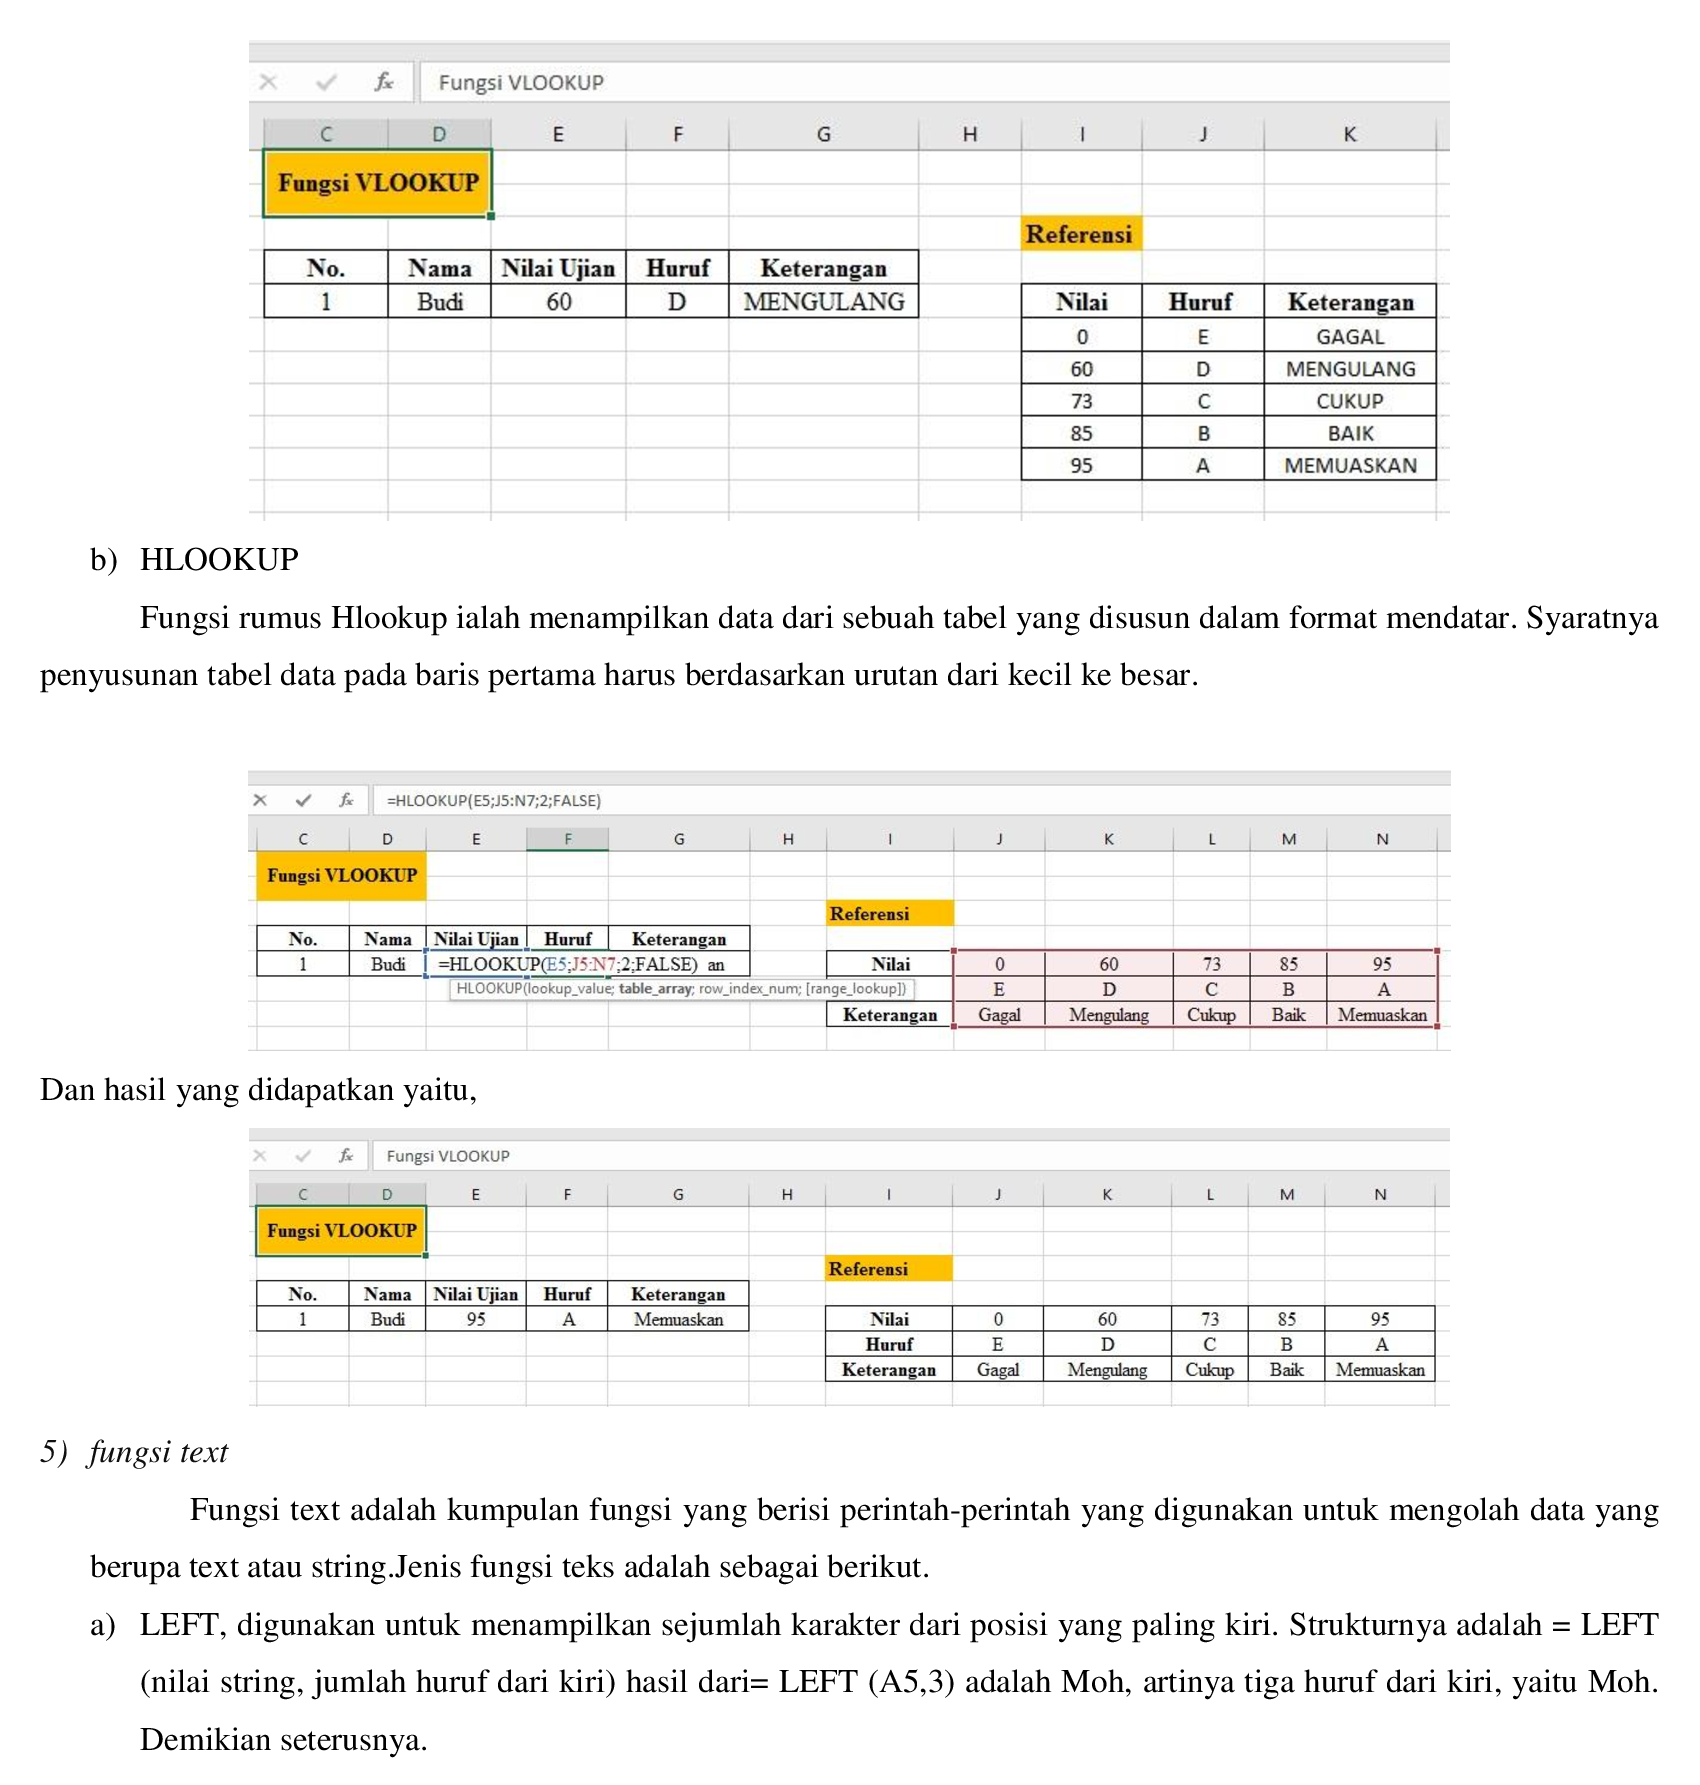 Fungsi VLOOKUP
C D E F G H I J K
Fungsi VLOOKUP
Referensi
No. Nama Nilai Ujian Huruf Keterangan
1 Budi 60 D MENGULANG Nilai Huruf Keterangan
0 E GAGAL
60 D MENGULANG
73 C CUKUP
85 B BAIK
95 A MEMUASKAN
b) HLOOKUP
Fungsi rumus Hlookup ialah menampilkan data dari sebuah tabel yang disusun dalam format mendatar. Syaratnya
penyusunan tabel data pada baris pertama harus berdasarkan urutan dari kecil ke besar.
=HLOOKUP(E5;J5:N7;2;FALSE)
C D E F G H I J K L M N
Fungsi VLOOKUP
Referensi
No. Nama Nilai Ujian Huruf Keterangan
1 Budi =HLOOKUP(E5;J5:N7;2;FALSE) an Nilai 0 60 73 85 95
HLOOKUP(lookup_value; table_array; row_index_num; [range_lookup]) E D C B A
Keterangan Gagal Mengulang Cukup Baik Memuaskan
Dan hasil yang didapatkan yaitu,
Fungsi VLOOKUP
C D E F G H I J K L M N
Fungsi VLOOKUP
Referensi
No. Nama Nilai Ujian Huruf Keterangan
1 Budi 95 A Memuaskan Nilai 0 60 73 85 95
Huruf E D C B A
Keterangan Gagal Mengulang Cukup Baik Memuaskan
5) fungsi text
Fungsi text adalah kumpulan fungsi yang berisi perintah-perintah yang digunakan untuk mengolah data yang
berupa text atau string.Jenis fungsi teks adalah sebagai berikut.
a) LEFT, digunakan untuk menampilkan sejumlah karakter dari posisi yang paling kiri. Strukturnya adalah = LEFT
(nilai string, jumlah huruf dari kiri) hasil dari= LEFT (A5,3) adalah Moh, artinya tiga huruf dari kiri, yaitu Moh.
Demikian seterusnya.